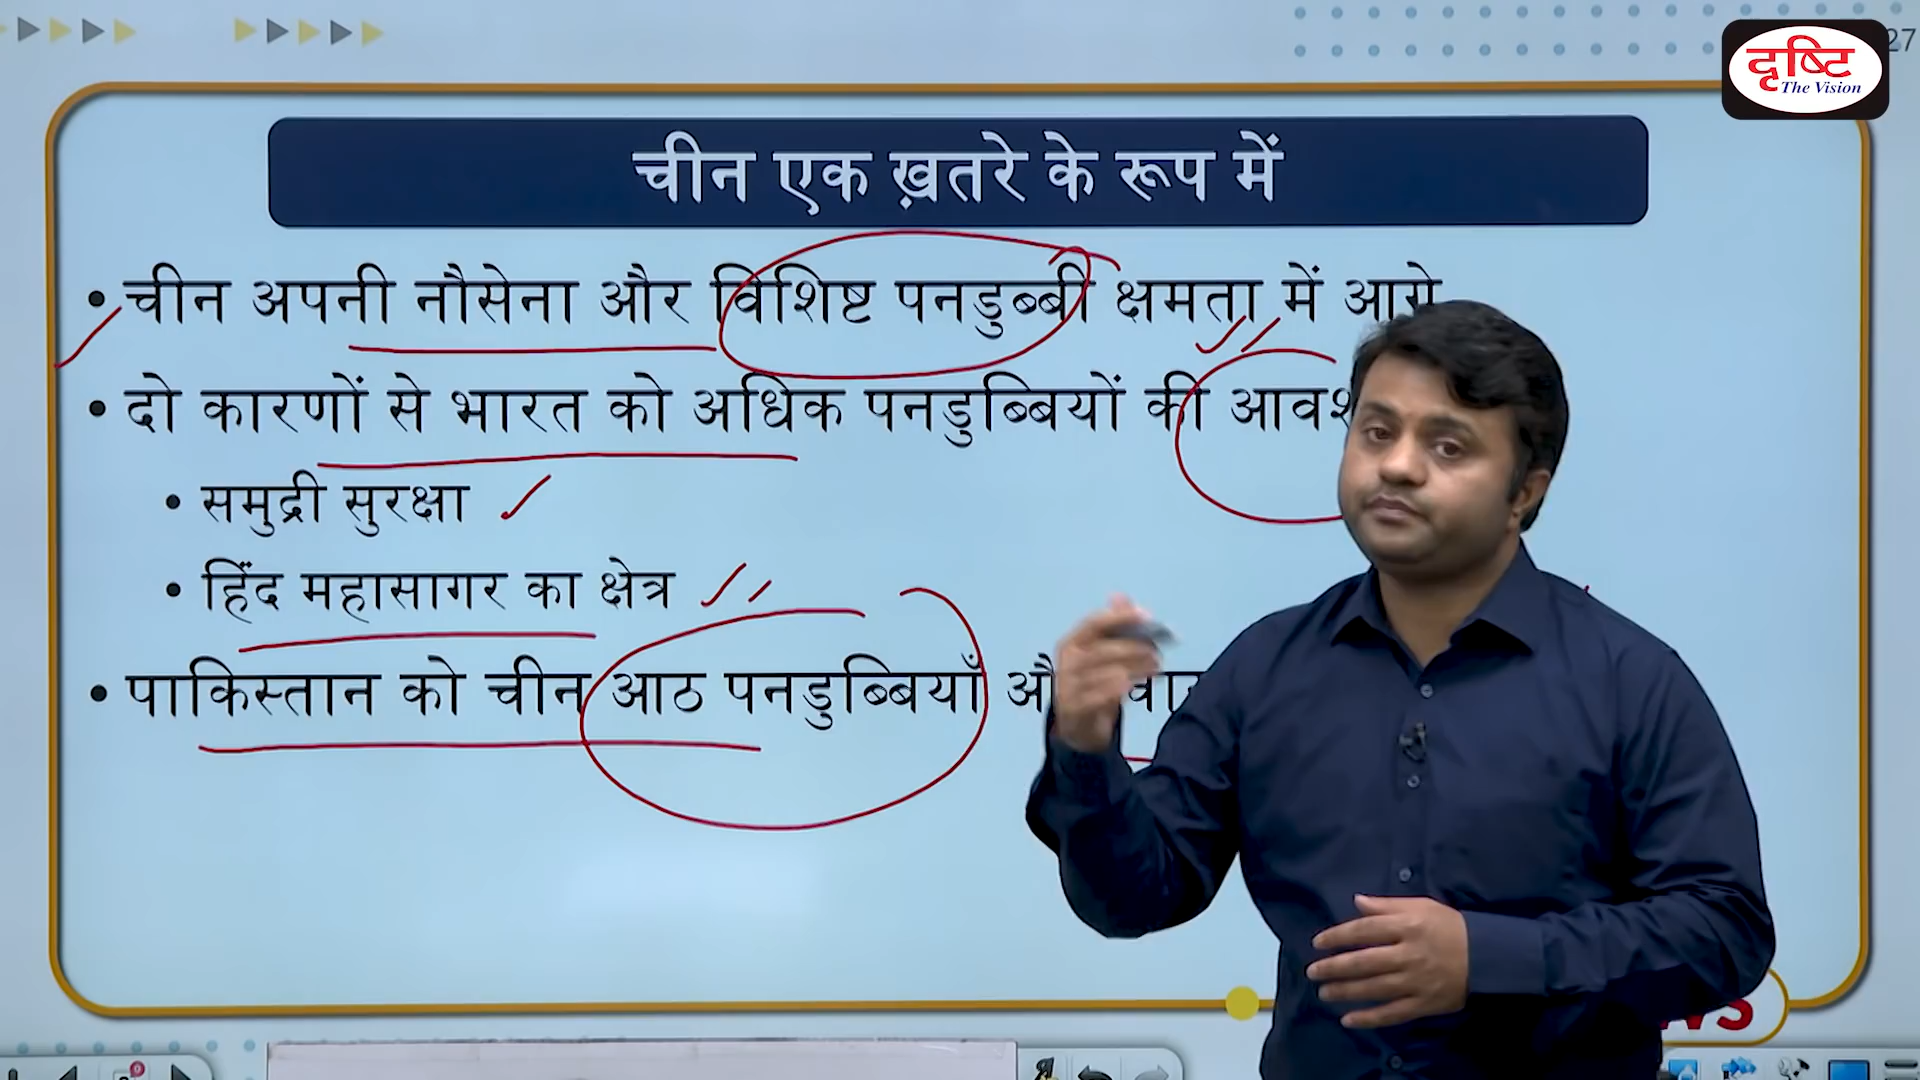 27
दृष्टि
The Vision
चीन एक ख़तरे के रूप में
• चीन अपनी नौसेना और विशिष्ट पनडुब्बी क्षमता में आगे
• दो कारणों से भारत को अधिक पनडुब्बियों की
• समुद्री सुरक्षा
• हिंद महासागर का क्षेत्र
• पाकिस्तान को चीन आठ पनडुब्बियाँ